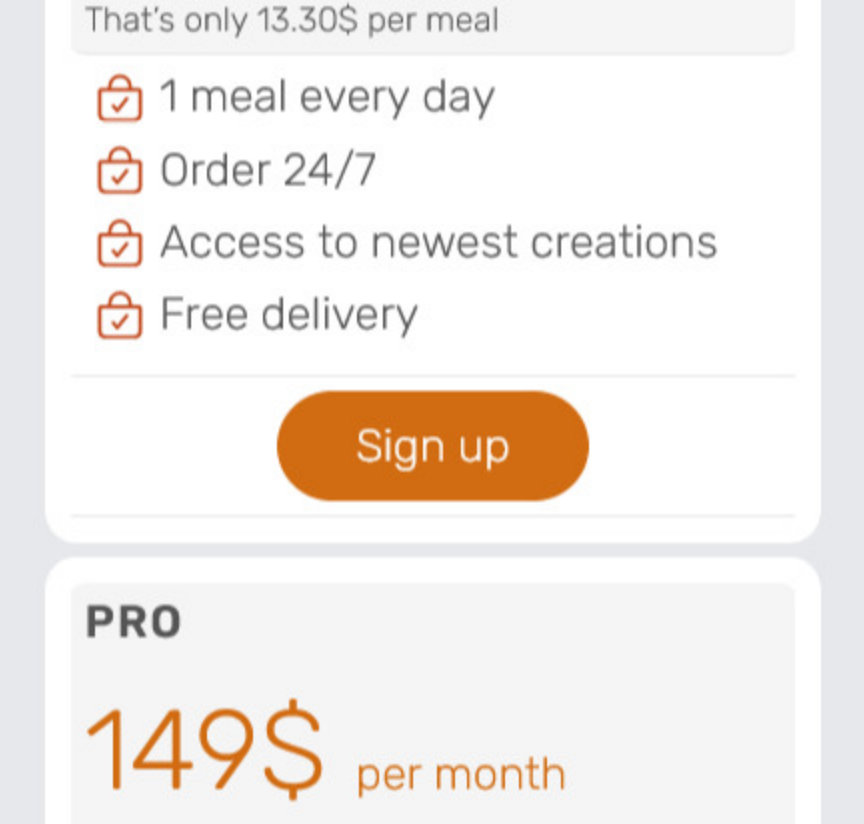 That's only 13.30$ per meal
1 meal every day
Order 24/7
Access to newest creations
Free delivery
Sign up
PRO
149$ per month